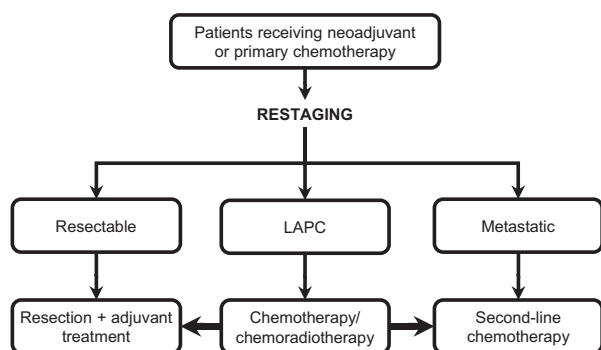 Patients receiving neoadjuvant
or primary chemotherapy
RESTAGING
Resectable
LAPC
Metastatic
Resection + adjuvant
treatment
Chemotherapy/
chemoradiotherapy
Second-line
chemotherapy